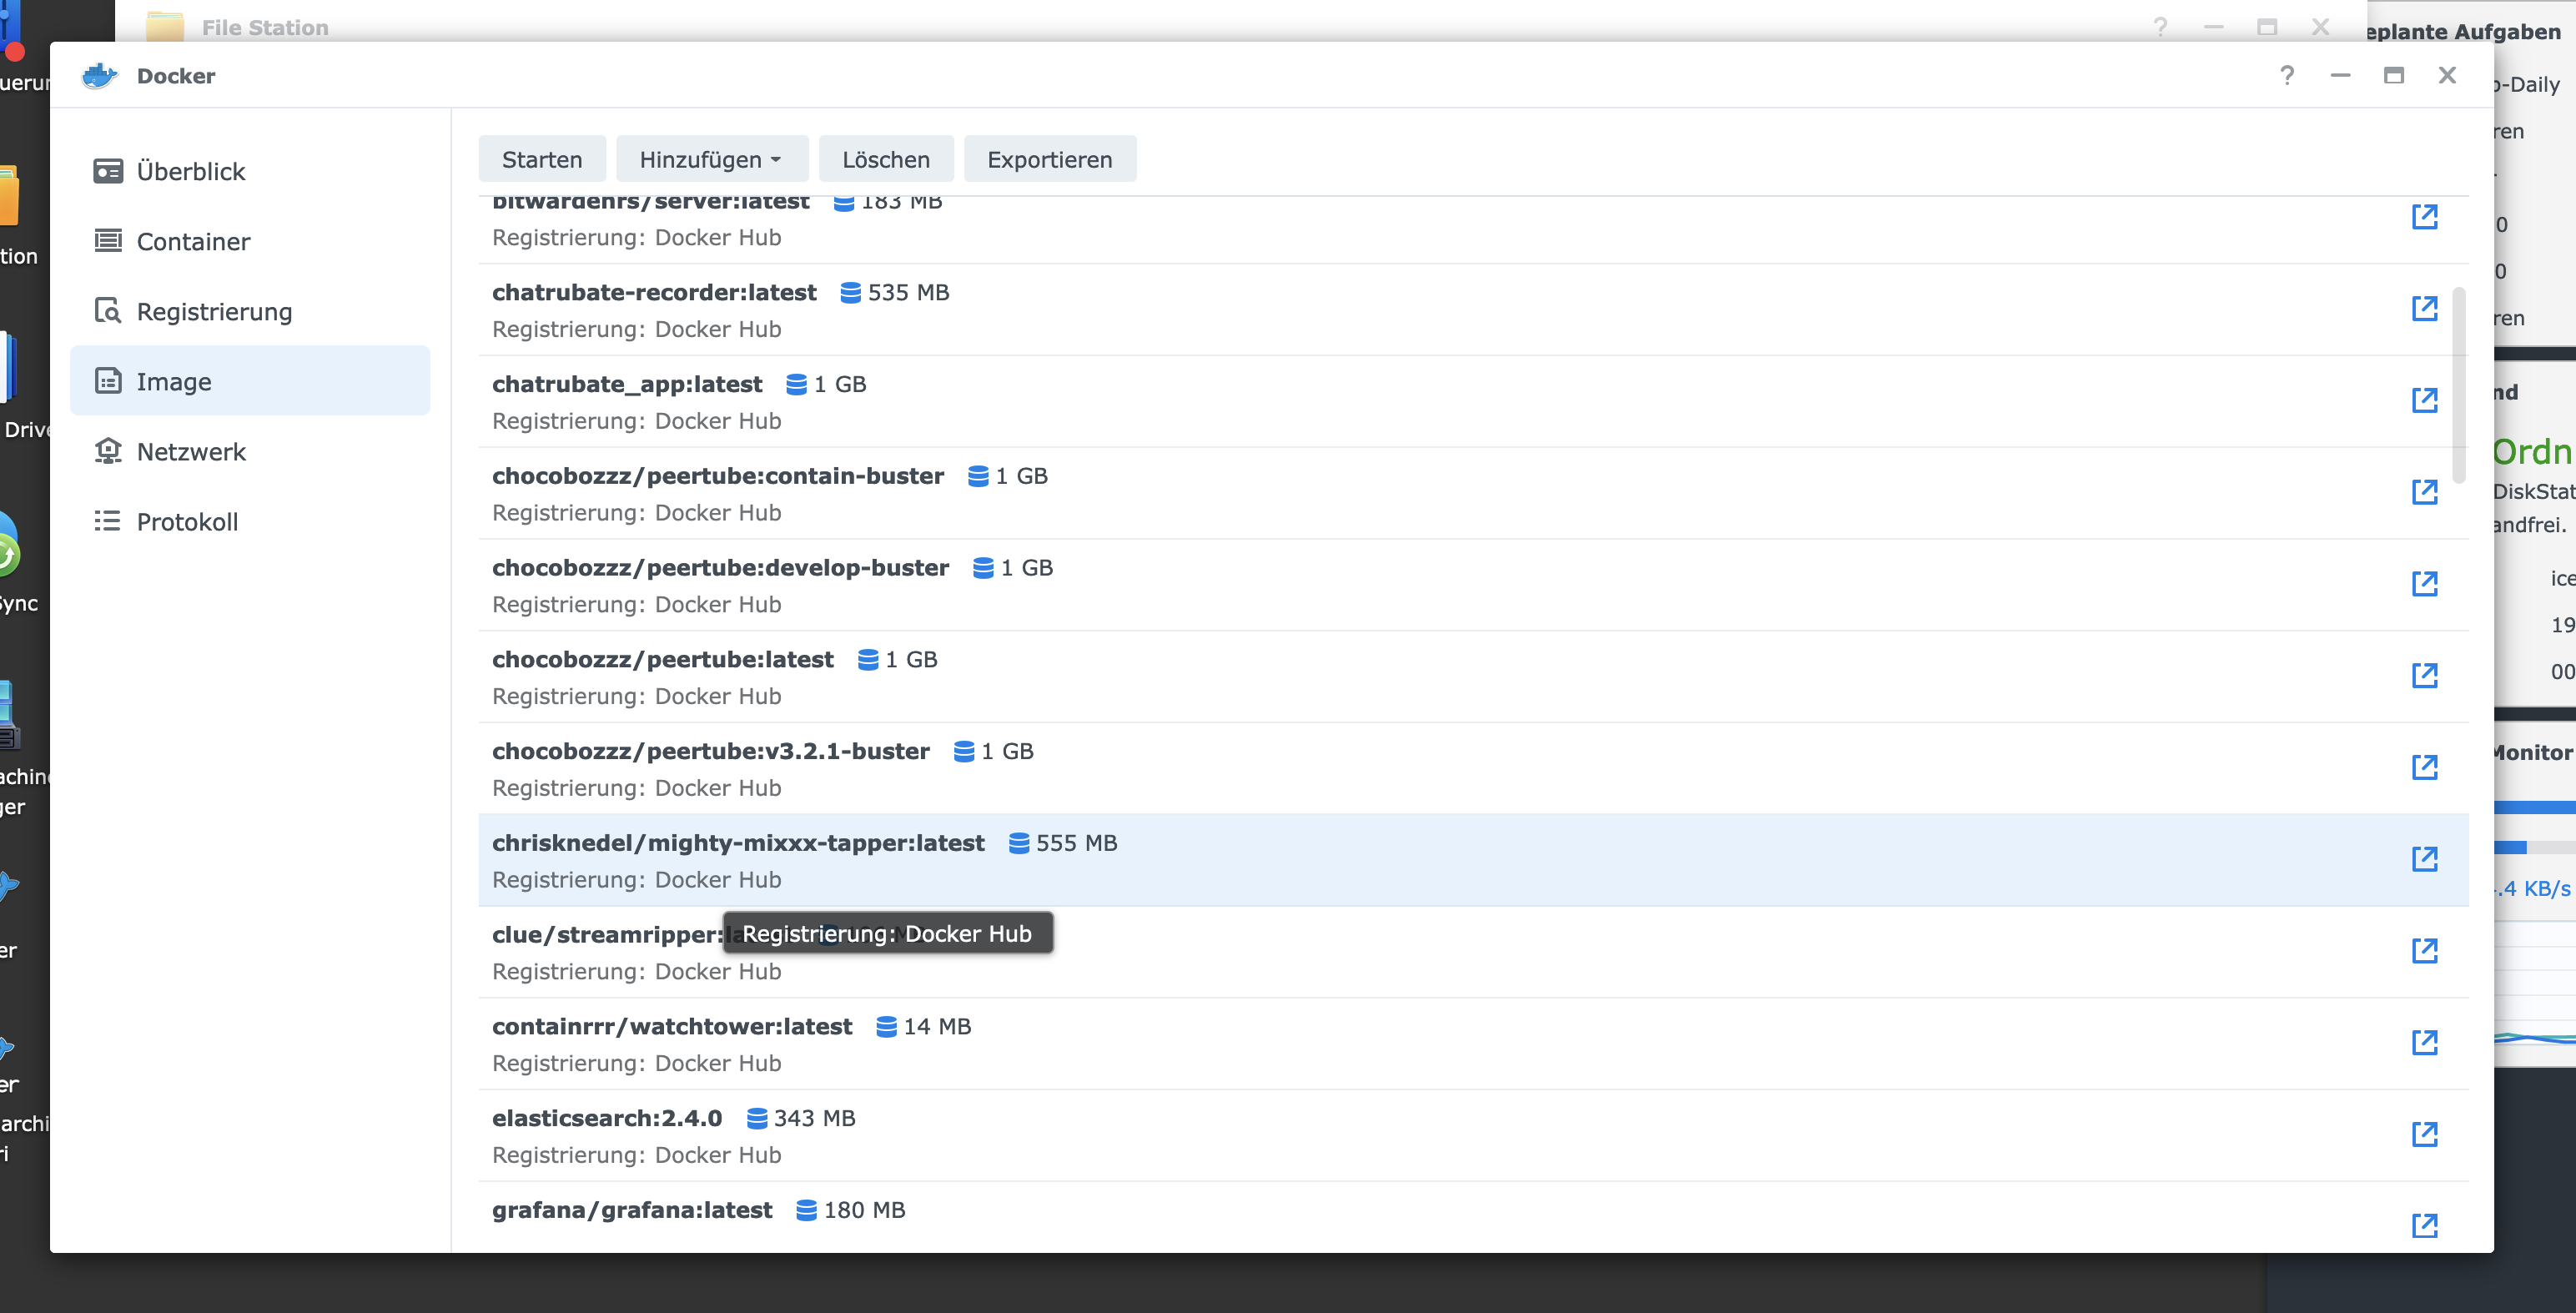 File Station
eplante Aufgaben
Docker
Starten
Hinzufügen
Löschen
Exportieren
Überblick
Container
Registrierung
Image
Netzwerk
Protokoll
bitwardenrs/server:latest 183 MB
Registrierung: Docker Hub
chatrubate-recorder:latest 535 MB
Registrierung: Docker Hub
chatrubate_app:latest 1 GB
Registrierung: Docker Hub
chocobozzz/peertube:contain-buster 1 GB
Registrierung: Docker Hub
chocobozzz/peertube:develop-buster 1 GB
Registrierung: Docker Hub
chocobozzz/peertube:latest 1 GB
Registrierung: Docker Hub
chocobozzz/peertube:v3.2.1-buster 1 GB
Registrierung: Docker Hub
chrisknedel/mighty-mixxx-tapper:latest 555 MB
Registrierung: Docker Hub
clue/streamripper:
Registrierung: Docker Hub
Registrierung: Docker Hub
containrrr/watchtower:latest 14 MB
Registrierung: Docker Hub
elasticsearch:2.4.0 343 MB
Registrierung: Docker Hub
grafana/grafana:latest 180 MB
uerun
tion
Drive
Sync
achine
ger
er
er
archi
ri
-Daily
ren
0
0
ren
nd
Ordn
DiskStat
andfrei.
ice
19
00
Monitor
.4 KB/s